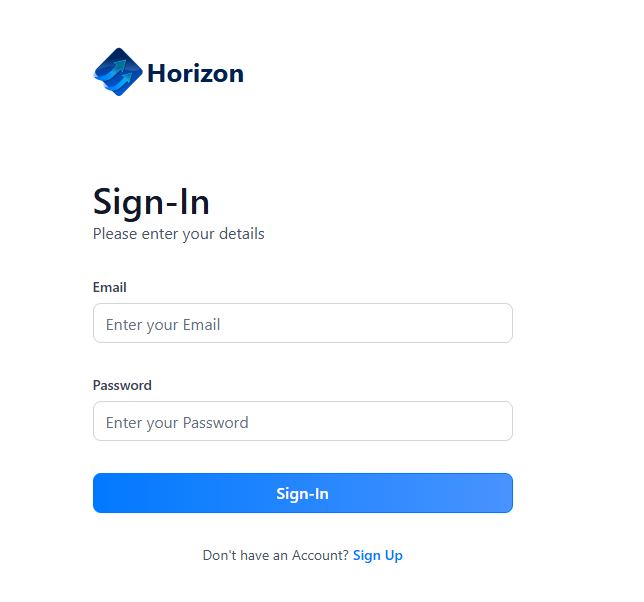 Horizon
Sign-In
Please enter your details
Email
Enter your Email
Password
Enter your Password
Sign-In
Don't have an Account? Sign Up